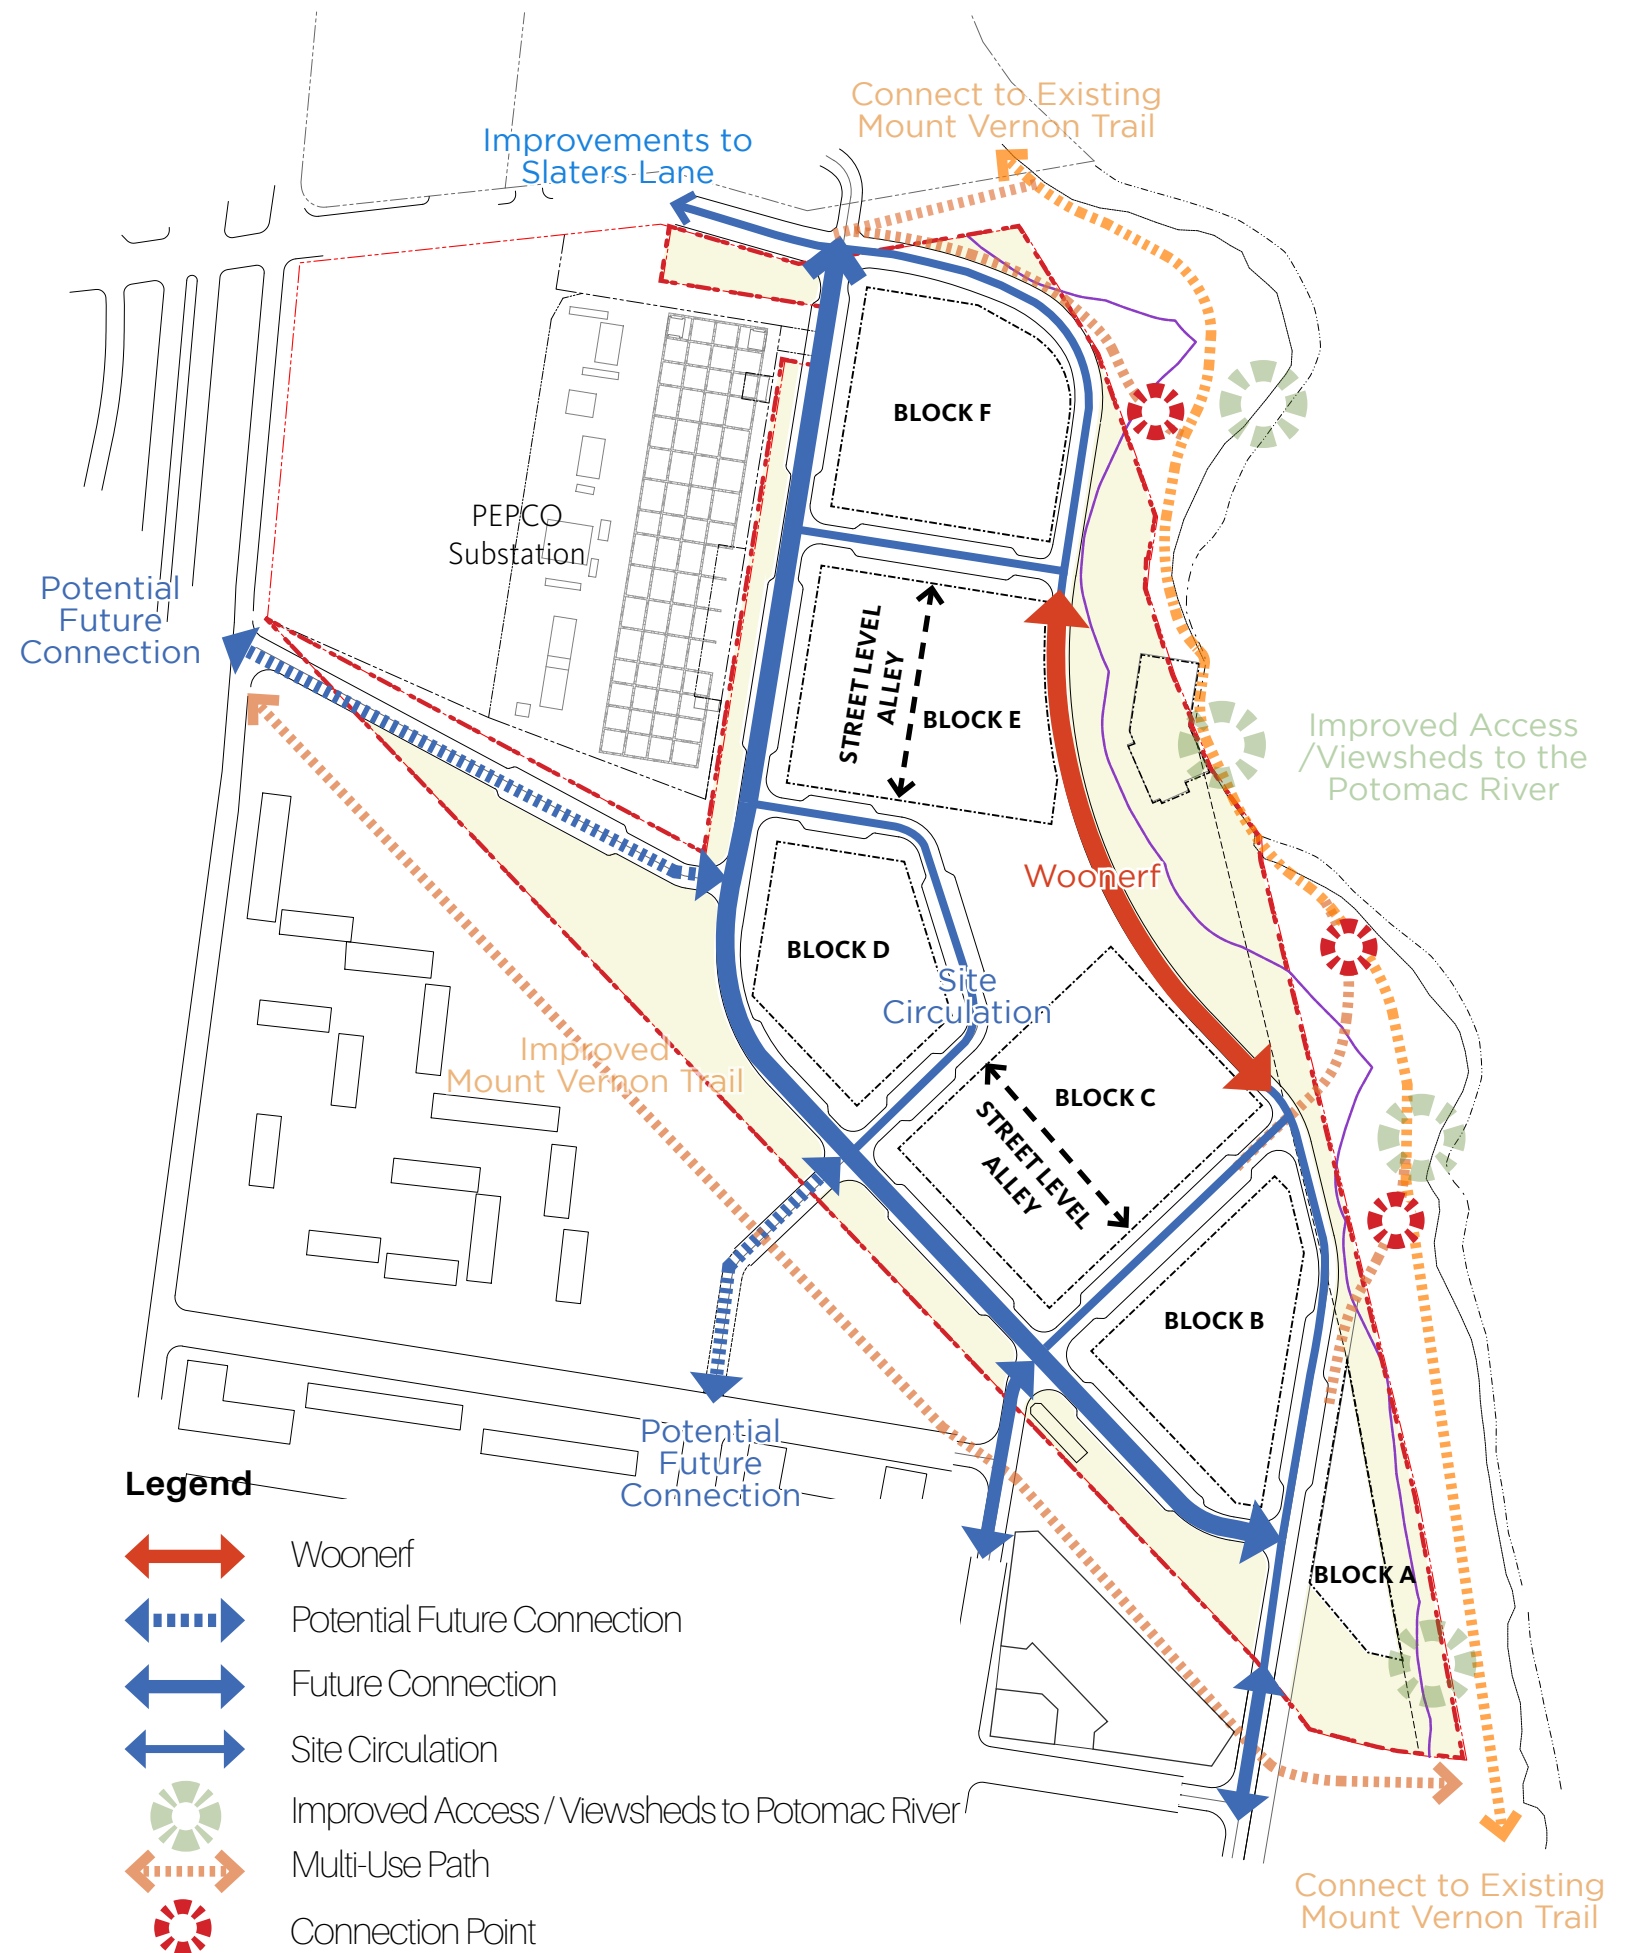 Connect to Existing
Mount Vernon Trail
Improvements to
Slaters Lane
BLOCK F
PEPCO
Substation
Potential
Future
Connection
STREET LEVEL
ALLEY
BLOCK E
Improved Access
/Viewsheds to the
Potomac River
Woonerf
BLOCK D
Site
Circulation
Improved
Mount Vernon Trail
BLOCK C
STREET LEVEL
ALLEY
BLOCK B
Potential
Future
Connection
BLOCK A
Legend
Woonerf
Potential Future Connection
Future Connection
Site Circulation
Improved Access / Viewsheds to Potomac River
Multi-Use Path
Connection Point
Connect to Existing
Mount Vernon Trail